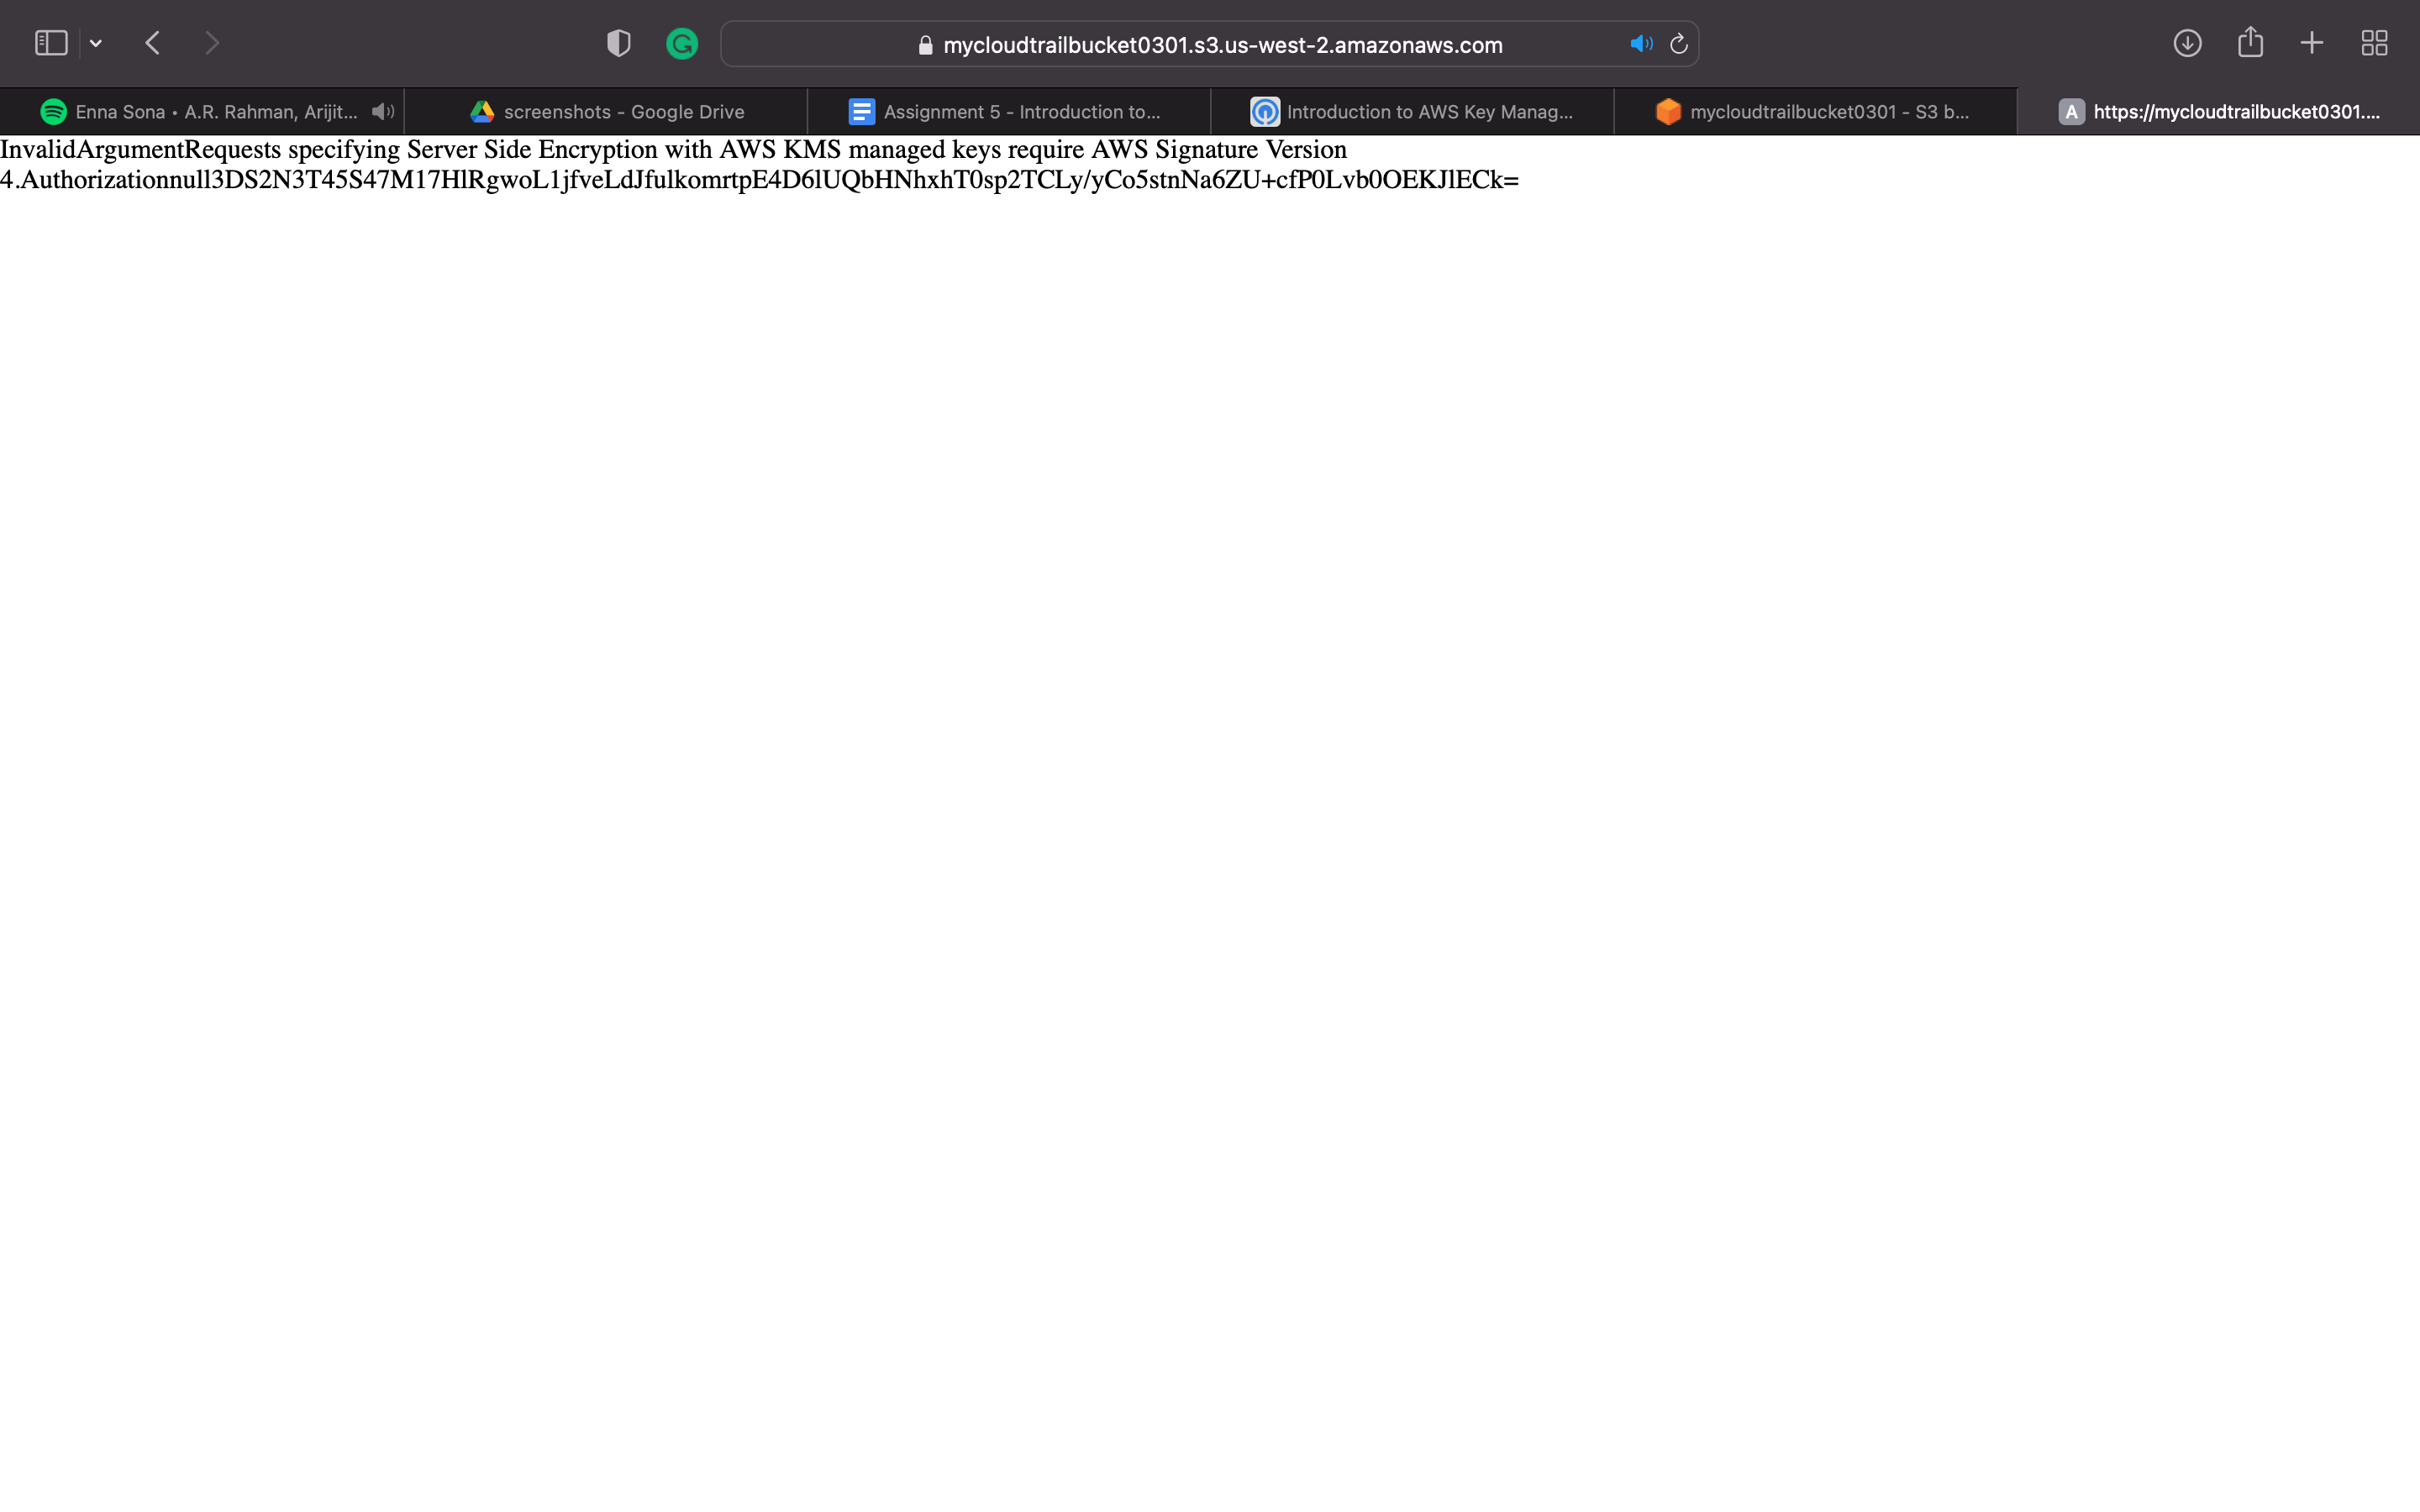 mycloudtrailbucket0301.s3.us-west-2.amazonaws.com
Enna Sona • A.R. Rahman, Arijit...
screenshots - Google Drive
Assignment 5 - Introduction to...
Introduction to AWS Key Manag...
mycloudtrailbucket0301 - S3 b...
A
https://mycloudtrailbucket0301....
InvalidArgumentRequests specifying Server Side Encryption with AWS KMS managed keys require AWS Signature Version
4.Authorizationnull3DS2N3T45S47M17HlRgwoL1jfveLdJfulkomrtpE4D6lUQbHNhxhT0sp2TCLy/yCo5stnNa6ZU+cfP0Lvb0OEKJlECk=